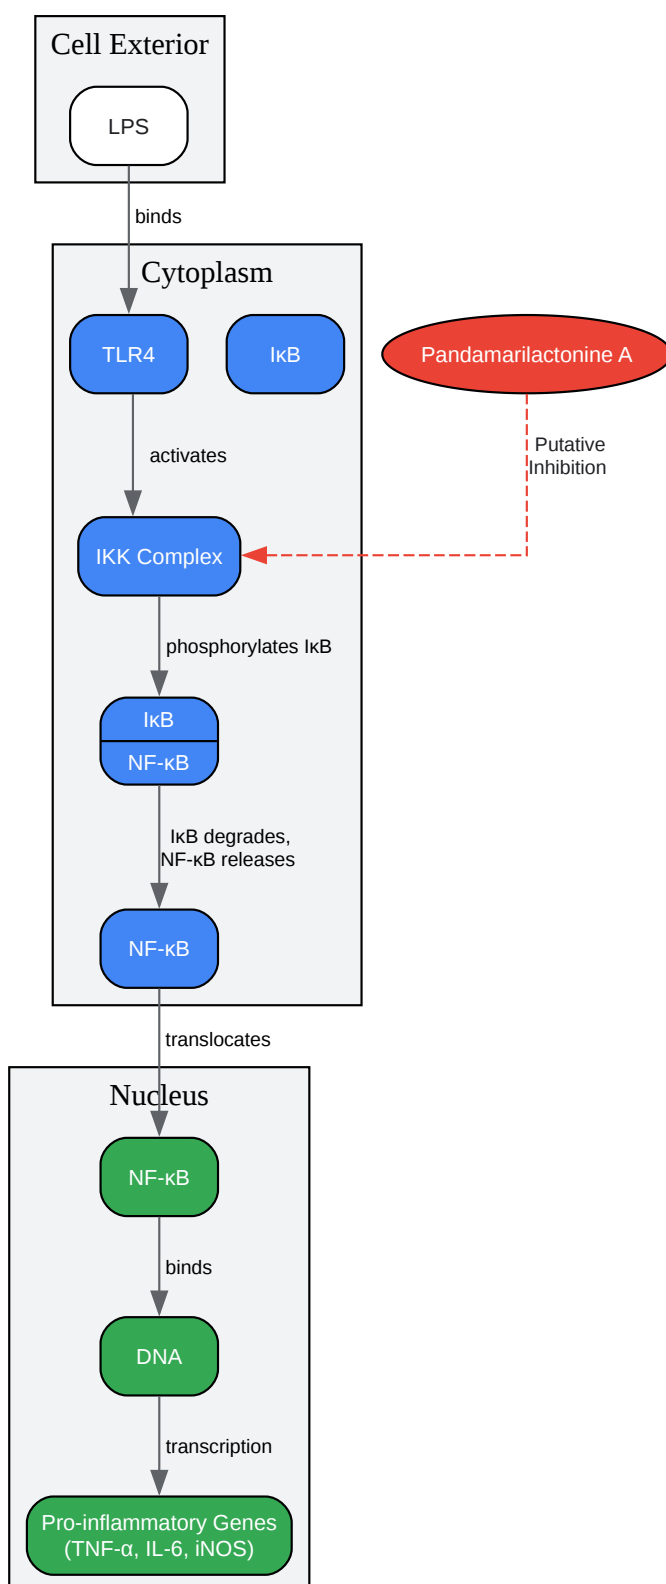 Cell Exterior
LPS
binds
Cytoplasm
TLR4
IκB
Pandamarilactonine A
activates
Putative
Inhibition
IKK Complex
phosphorylates IκB
IκB
NF-κB
IκB degrades,
NF-κB releases
NF-κB
translocates
Nucleus
NF-κB
binds
DNA
transcription
Pro-inflammatory Genes
(TNF-α, IL-6, iNOS)